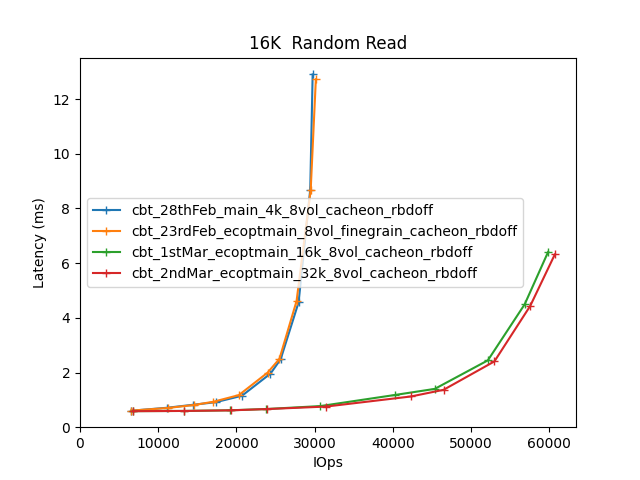 16K  Random Read
12
10
8
6
4
2
0
Latency (ms)
cbt_28thFeb_main_4k_8vol_cacheon_rbdoff
cbt_23rdFeb_ecoptmain_8vol_finegrain_cacheon_rbdoff
cbt_1stMar_ecoptmain_16k_8vol_cacheon_rbdoff
cbt_2ndMar_ecoptmain_32k_8vol_cacheon_rbdoff
0 10000 20000 30000 40000 50000 60000
IOps